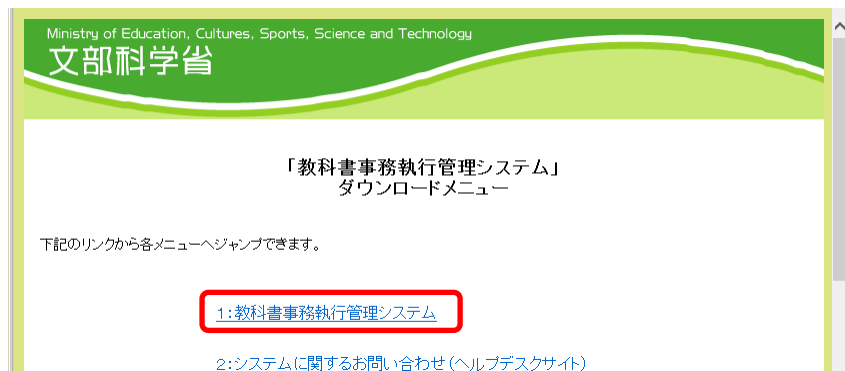 Ministry of Education, Cultures, Sports, Science and Technology
文部科学省
「教科書事務執行管理システム」
ダウンロードメニュー
下記のリンクから各メニューへジャンプできます。
1:教科書事務執行管理システム
2:システムに関するお問い合わせ(ヘルプデスクサイト)